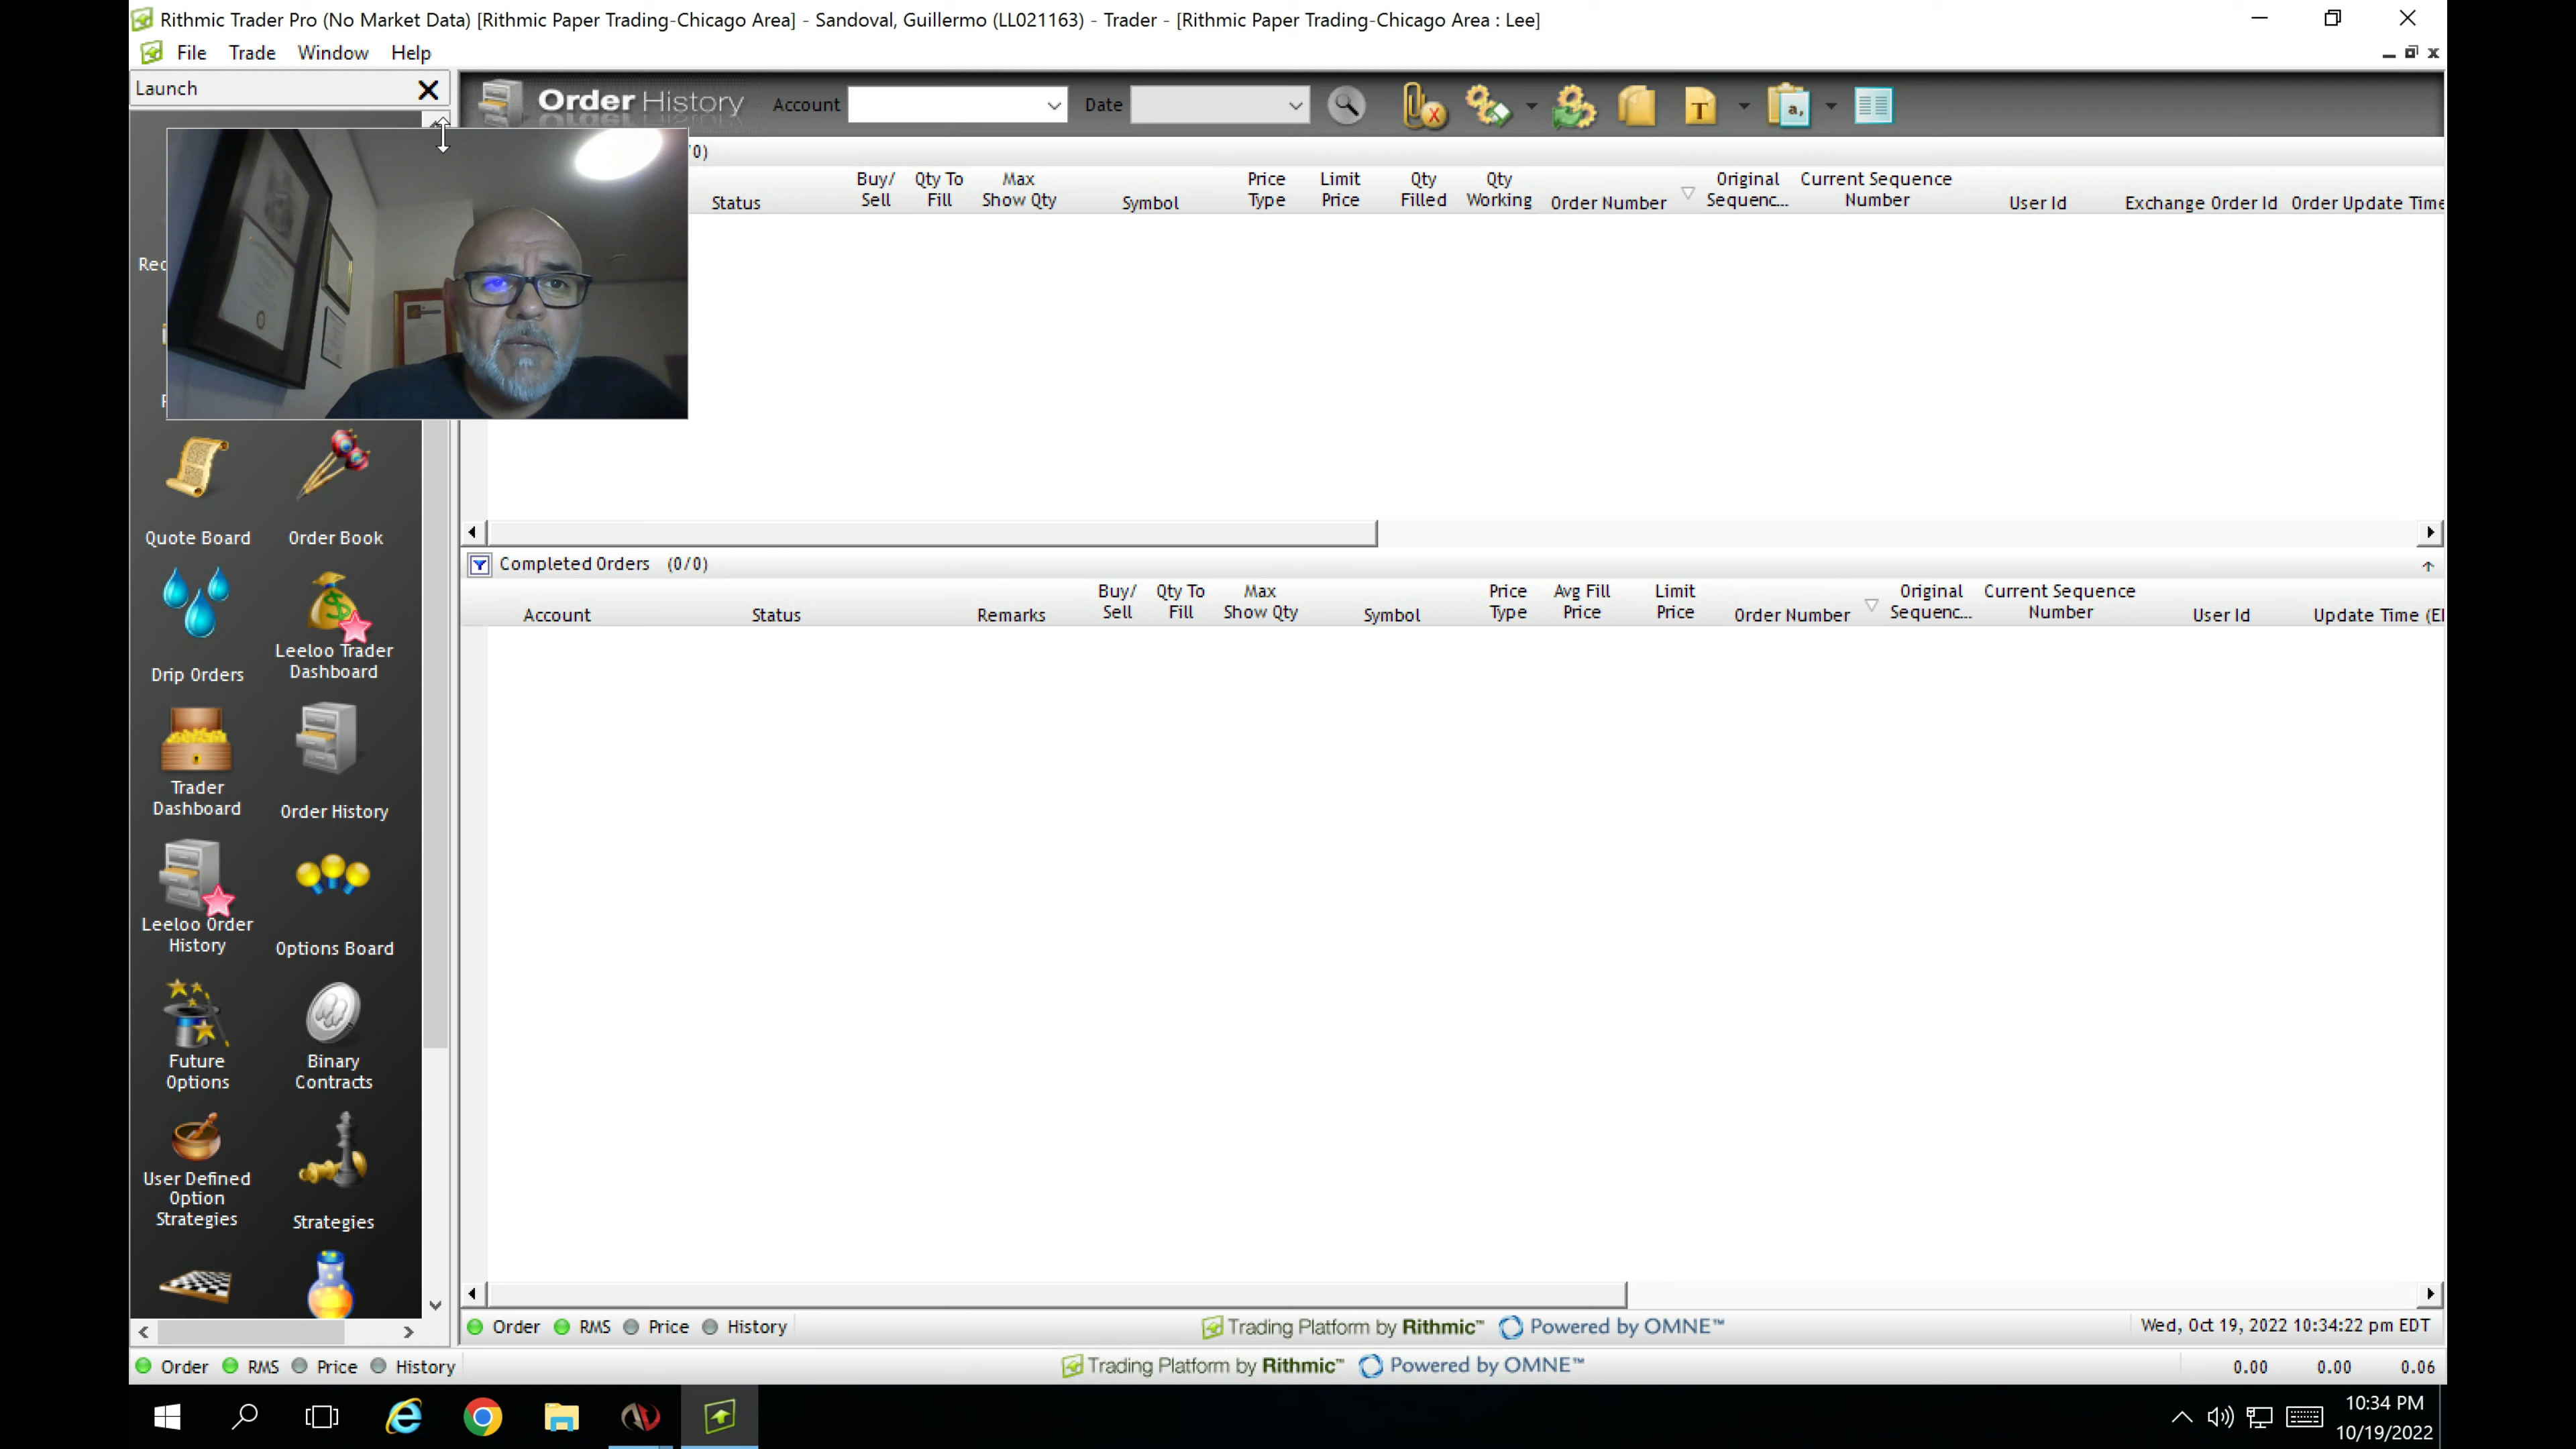 Rithmic Trader Pro (No Market Data) [Rithmic Paper Trading-Chicago Area] - Sandoval, Guillermo (LL021163) - Trader - [Rithmic Paper Trading-Chicago Area : Lee]
File Trade Window Help
Launch
Order History Account Date
/0)
Status Buy/ Sell Qty To Fill Max Show Qty Symbol Price Type Limit Price Qty Filled Qty Working Order Number Original Sequenc... Current Sequence Number User Id Exchange Order Id Order Update Time
Rec
Quote Board Order Book
Completed Orders (0/0)
Account Status Remarks Buy/ Sell Qty To Fill Max Show Qty Symbol Price Type Avg Fill Price Limit Price Order Number Original Sequenc... Current Sequence Number User Id Update Time (E
Drip Orders Leeloo Trader Dashboard
Trader Dashboard Order History
Leeloo Order History Options Board
Future Options Binary Contracts
User Defined Option Strategies Strategies
Order RMS Price History Trading Platform by Rithmic™ Powered by OMNE™ Wed, Oct 19, 2022 10:34:22 pm EDT
Order RMS Price History Trading Platform by Rithmic™ Powered by OMNE™ 0.00 0.00 0.06
10:34 PM
10/19/2022